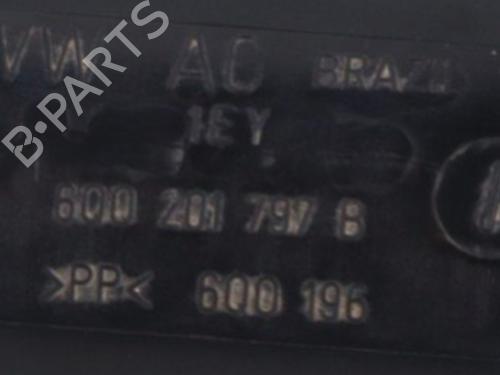 VW AG BRAZIL
1EY
6Q0 201 797 B
>PP< 6Q0 196
B-PARTS